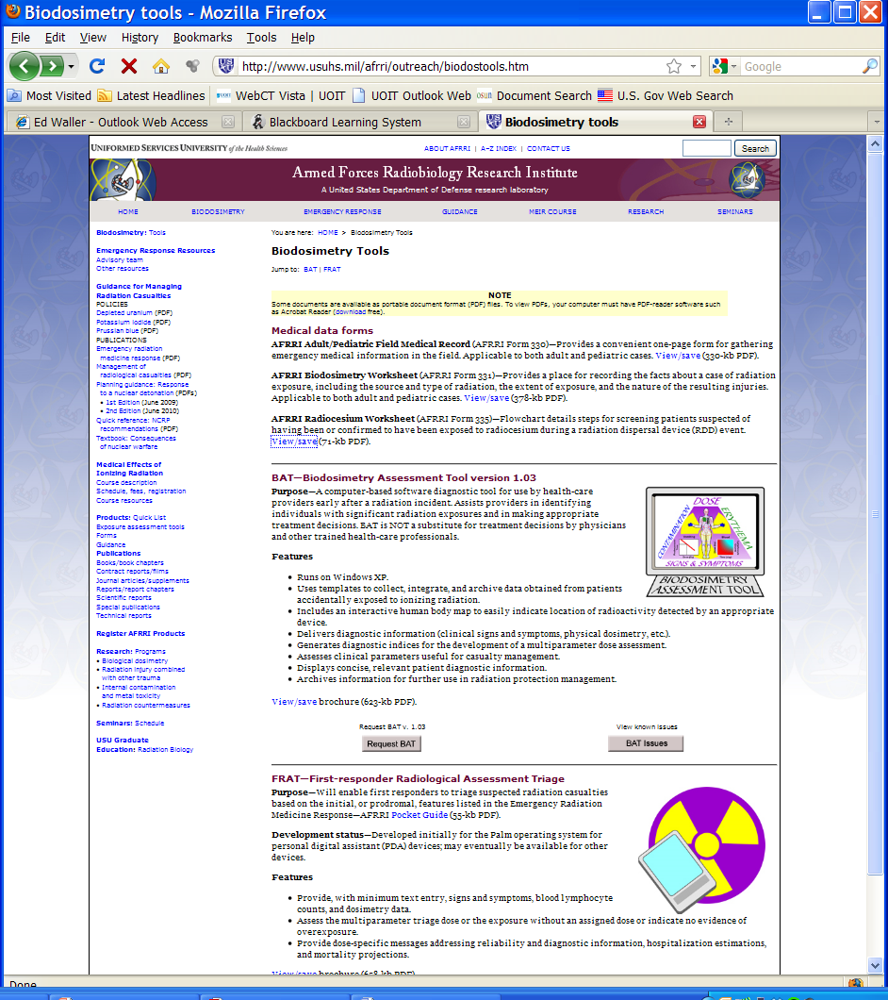 Biodosimetry tools - Mozilla Firefox
File Edit View History Bookmarks Tools Help
http://www.usuhs.mil/afrri/outreach/biodostools.htm
Google
Most Visited Latest Headlines WebCT Vista | UOIT UOIT Outlook Web Document Search U.S. Gov Web Search
Ed Waller - Outlook Web Access Blackboard Learning System Biodosimetry tools
UNIFORMED SERVICES UNIVERSITY of the Health Sciences
ABOUT AFRRI | A-Z INDEX | CONTACT US
Search
Armed Forces Radiobiology Research Institute
A United States Department of Defense research laboratory
HOME BIODOSIMETRY EMERGENCY RESPONSE GUIDANCE MEIR COURSE RESEARCH SEMINARS
Biodosimetry: Tools
Emergency Response Resources
Advisory team
Other resources
Guidance for Managing
Radiation Casualties
POLICIES
Depleted uranium (PDF)
Potassium iodide (PDF)
Prussian blue (PDF)
PUBLICATIONS
Emergency radiation
medicine response (PDF)
Management of
radiological casualties (PDF)
Planning guidance: Response
to a nuclear detonation (PDFs)
• 1st Edition (June 2009)
• 2nd Edition (June 2010)
Quick reference: NCRP
recommendations (PDF)
Textbook: Consequences
of nuclear warfare
Medical Effects of
Ionizing Radiation
Course description
Schedule, fees, registration
Course resources
Products: Quick List
Exposure assessment tools
Forms
Guidance
Publications
Books/book chapters
Contract reports/films
Journal articles/supplements
Reports/report chapters
Scientific reports
Special publications
Technical reports
Register AFRRI Products
Research: Programs
• Biological dosimetry
• Radiation injury combined
with other trauma
• Internal contamination
and metal toxicity
• Radiation countermeasures
Seminars: Schedule
USU Graduate
Education: Radiation Biology
You are here: HOME > Biodosimetry Tools
Biodosimetry Tools
Jump to: BAT | FRAT
NOTE
Some documents are available as portable document format (PDF) files. To view PDFs, your computer must have PDF-reader software such
as Acrobat Reader (download free).
Medical data forms
AFRRI Adult/Pediatric Field Medical Record (AFRRI Form 330)—Provides a convenient one-page form for gathering
emergency medical information in the field. Applicable to both adult and pediatric cases. View/save (330-kb PDF).
AFRRI Biodosimetry Worksheet (AFRRI Form 331)—Provides a place for recording the facts about a case of radiation
exposure, including the source and type of radiation, the extent of exposure, and the nature of the resulting injuries.
Applicable to both adult and pediatric cases. View/save (378-kb PDF).
AFRRI Radiocesium Worksheet (AFRRI Form 335)—Flowchart details steps for screening patients suspected of
having been or confirmed to have been exposed to radiocesium during a radiation dispersal device (RDD) event.
View/save (71-kb PDF).
BAT—Biodosimetry Assessment Tool version 1.03
Purpose—A computer-based software diagnostic tool for use by health-care
providers early after a radiation incident. Assists providers in identifying
individuals with significant radiation exposures and in making appropriate
treatment decisions. BAT is NOT a substitute for treatment decisions by physicians
and other trained health-care professionals.
DOSE
ERYTHEMA
CONTAMINATION
SIGNS & SYMPTOMS
BIODOSIMETRY
ASSESSMENT TOOL
Features
• Runs on Windows XP.
• Uses templates to collect, integrate, and archive data obtained from patients
accidentally exposed to ionizing radiation.
• Includes an interactive human body map to easily indicate location of radioactivity detected by an appropriate
device.
• Delivers diagnostic information (clinical signs and symptoms, physical dosimetry, etc.).
• Generates diagnostic indices for the development of a multiparameter dose assessment.
• Assesses clinical parameters useful for casualty management.
• Displays concise, relevant patient diagnostic information.
• Archives information for further use in radiation protection management.
View/save brochure (623-kb PDF).
Request BAT v. 1.03 View known issues
Request BAT BAT Issues
FRAT—First-responder Radiological Assessment Triage
Purpose—Will enable first responders to triage suspected radiation casualties
based on the initial, or prodromal, features listed in the Emergency Radiation
Medicine Response—AFRRI Pocket Guide (55-kb PDF).
Development status—Developed initially for the Palm operating system for
personal digital assistant (PDA) devices; may eventually be available for other
devices.
Features
• Provide, with minimum text entry, signs and symptoms, blood lymphocyte
counts, and dosimetry data.
• Assess the multiparameter triage dose or the exposure without an assigned dose or indicate no evidence of
overexposure.
• Provide dose-specific messages addressing reliability and diagnostic information, hospitalization estimations,
and mortality projections.
View/save brochure
Done